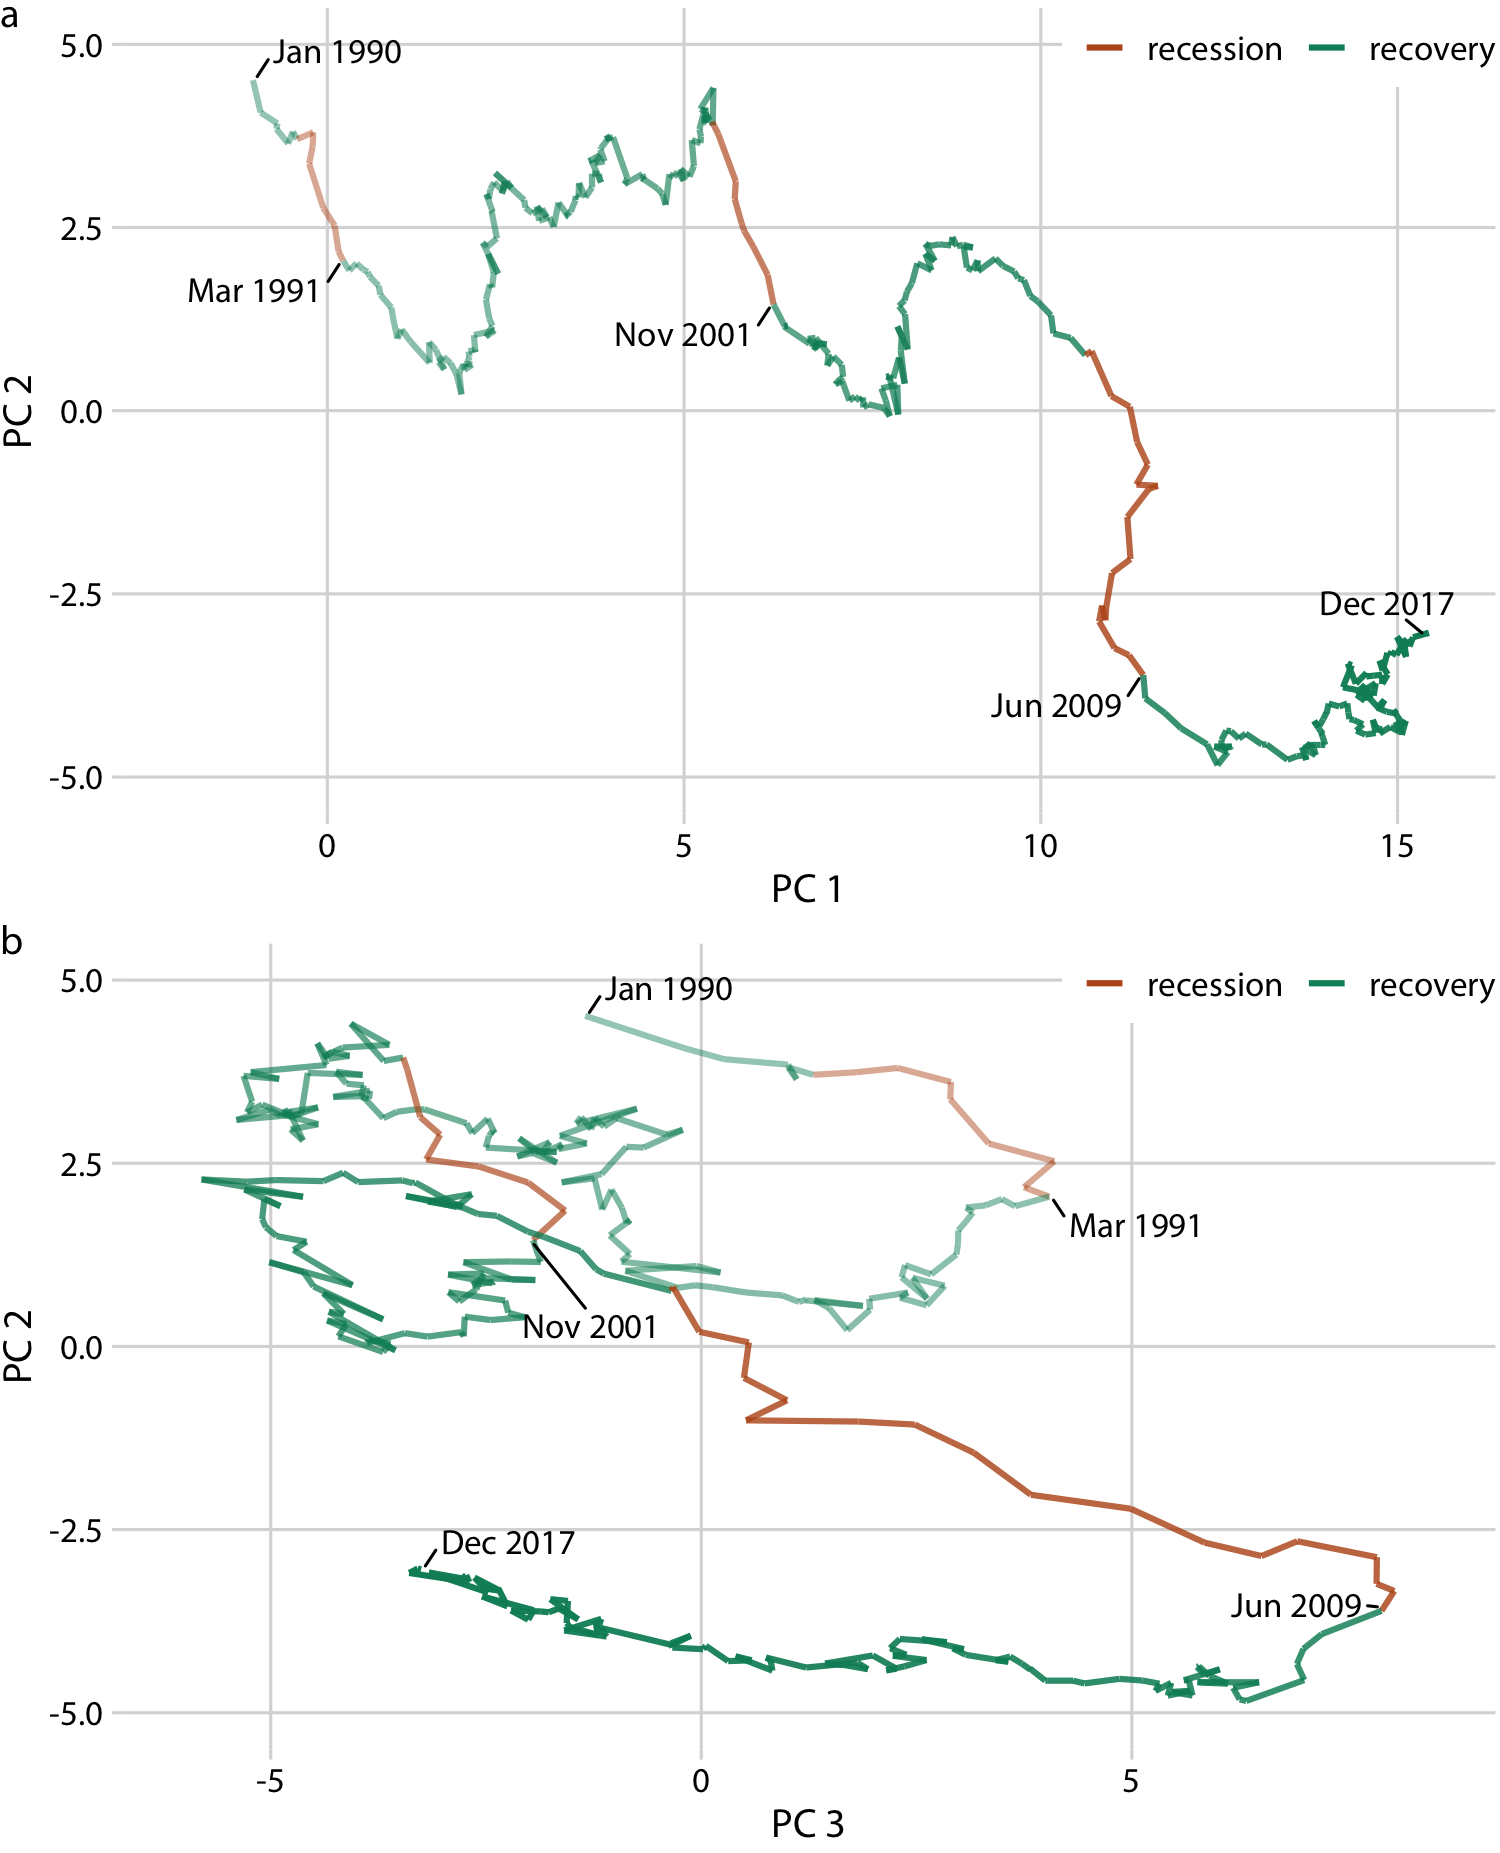 a
5.0
Jan 1990
recession
recovery
2.5
Mar 1991
Nov 2001
0.0
PC 2
-2.5
Dec 2017
Jun 2009
-5.0
0 5 10 15
PC 1
b
5.0
Jan 1990
recession
recovery
2.5
Mar 1991
Nov 2001
0.0
PC 2
-2.5
Dec 2017
Jun 2009
-5.0
-5 0 5
PC 3